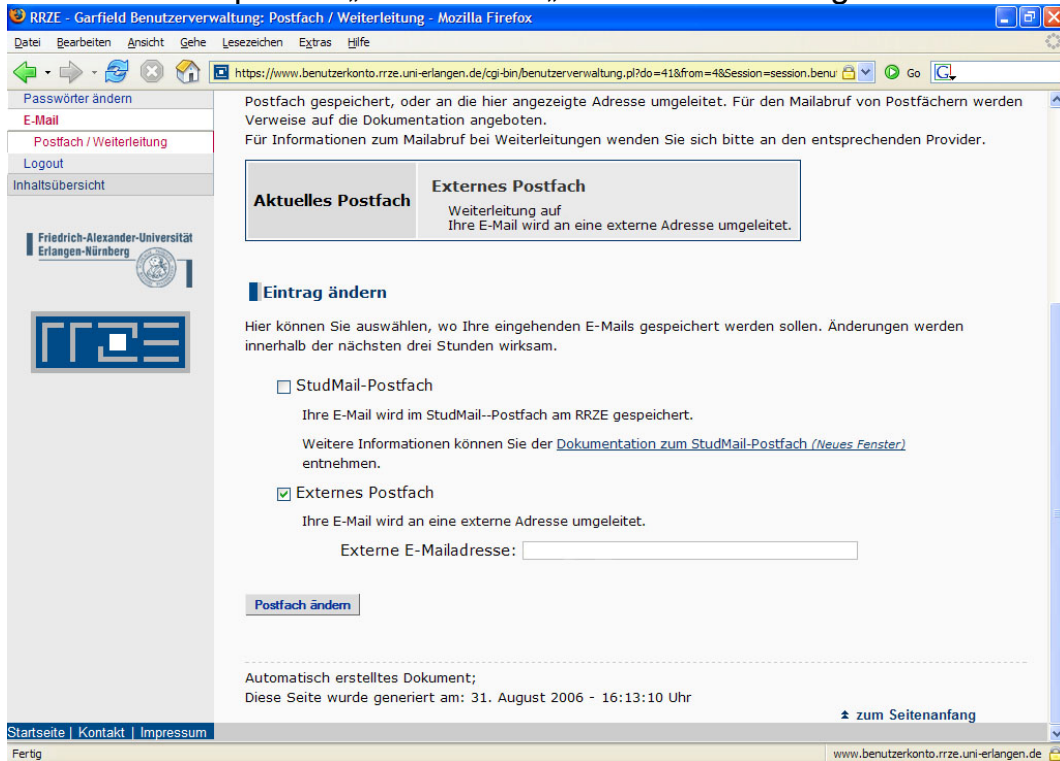 RRZE - Garfield Benutzerverwaltung: Postfach / Weiterleitung - Mozilla Firefox
Datei Bearbeiten Ansicht Gehe Lesezeichen Extras Hilfe
https://www.benutzerkonto.rrze.uni-erlangen.de/cgi-bin/benutzerverwaltung.pl?do=41&from=4&Session=session.benu
Go
Passwörter ändern
E-Mail
Postfach / Weiterleitung
Logout
Inhaltsübersicht
Friedrich-Alexander-Universität
Erlangen-Nürnberg
RRZE
Postfach gespeichert, oder an die hier angezeigte Adresse umgeleitet. Für den Mailabruf von Postfächern werden
Verweise auf die Dokumentation angeboten.
Für Informationen zum Mailabruf bei Weiterleitungen wenden Sie sich bitte an den entsprechenden Provider.
Aktuelles Postfach
Externes Postfach
Weiterleitung auf
Ihre E-Mail wird an eine externe Adresse umgeleitet.
Eintrag ändern
Hier können Sie auswählen, wo Ihre eingehenden E-Mails gespeichert werden sollen. Änderungen werden
innerhalb der nächsten drei Stunden wirksam.
StudMail-Postfach
Ihre E-Mail wird im StudMail--Postfach am RRZE gespeichert.
Weitere Informationen können Sie der Dokumentation zum StudMail-Postfach (Neues Fenster)
entnehmen.
Externes Postfach
Ihre E-Mail wird an eine externe Adresse umgeleitet.
Externe E-Mailadresse:
Postfach ändern
Automatisch erstelltes Dokument;
Diese Seite wurde generiert am: 31. August 2006 - 16:13:10 Uhr
zum Seitenanfang
Startseite | Kontakt | Impressum
Fertig
www.benutzerkonto.rrze.uni-erlangen.de